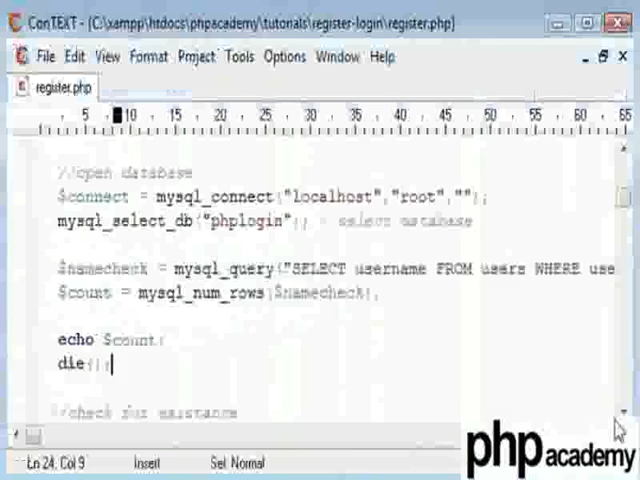 ConTEXT - [C:\xampp\htdocs\phpacademy\tutorials\register-login\register.php]
File Edit View Format Project Tools Options Window Help
register.php
5 10 15 20 25 30 35 40 45 50 55 60 65
//open database
$connect = mysql_connect("localhost","root","");
mysql_select_db("phplogin"); // select database
$namecheck = mysql_query("SELECT username FROM users WHERE use
$count = mysql_num_rows($namecheck);
echo $count;
die();
//check for existance
Ln 24, Col 9 Insert Sel Normal
php academy